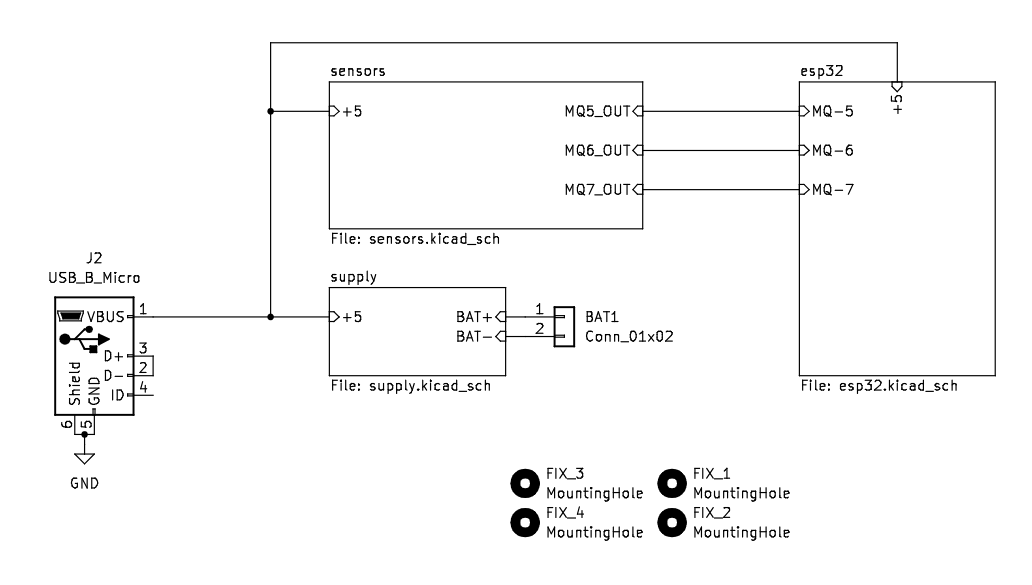 sensors
esp32
+5
MQ5_OUT
MQ-5
+5
MQ6_OUT
MQ-6
MQ7_OUT
MQ-7
File: sensors.kicad_sch
J2
USB_B_Micro
supply
VBUS
1
+5
BAT+
1
BAT1
BAT-
2
Conn_01x02
D+
3
D-
2
ID
4
Shield
GND
6
5
File: supply.kicad_sch
File: esp32.kicad_sch
GND
FIX_3
MountingHole
FIX_1
MountingHole
FIX_4
MountingHole
FIX_2
MountingHole